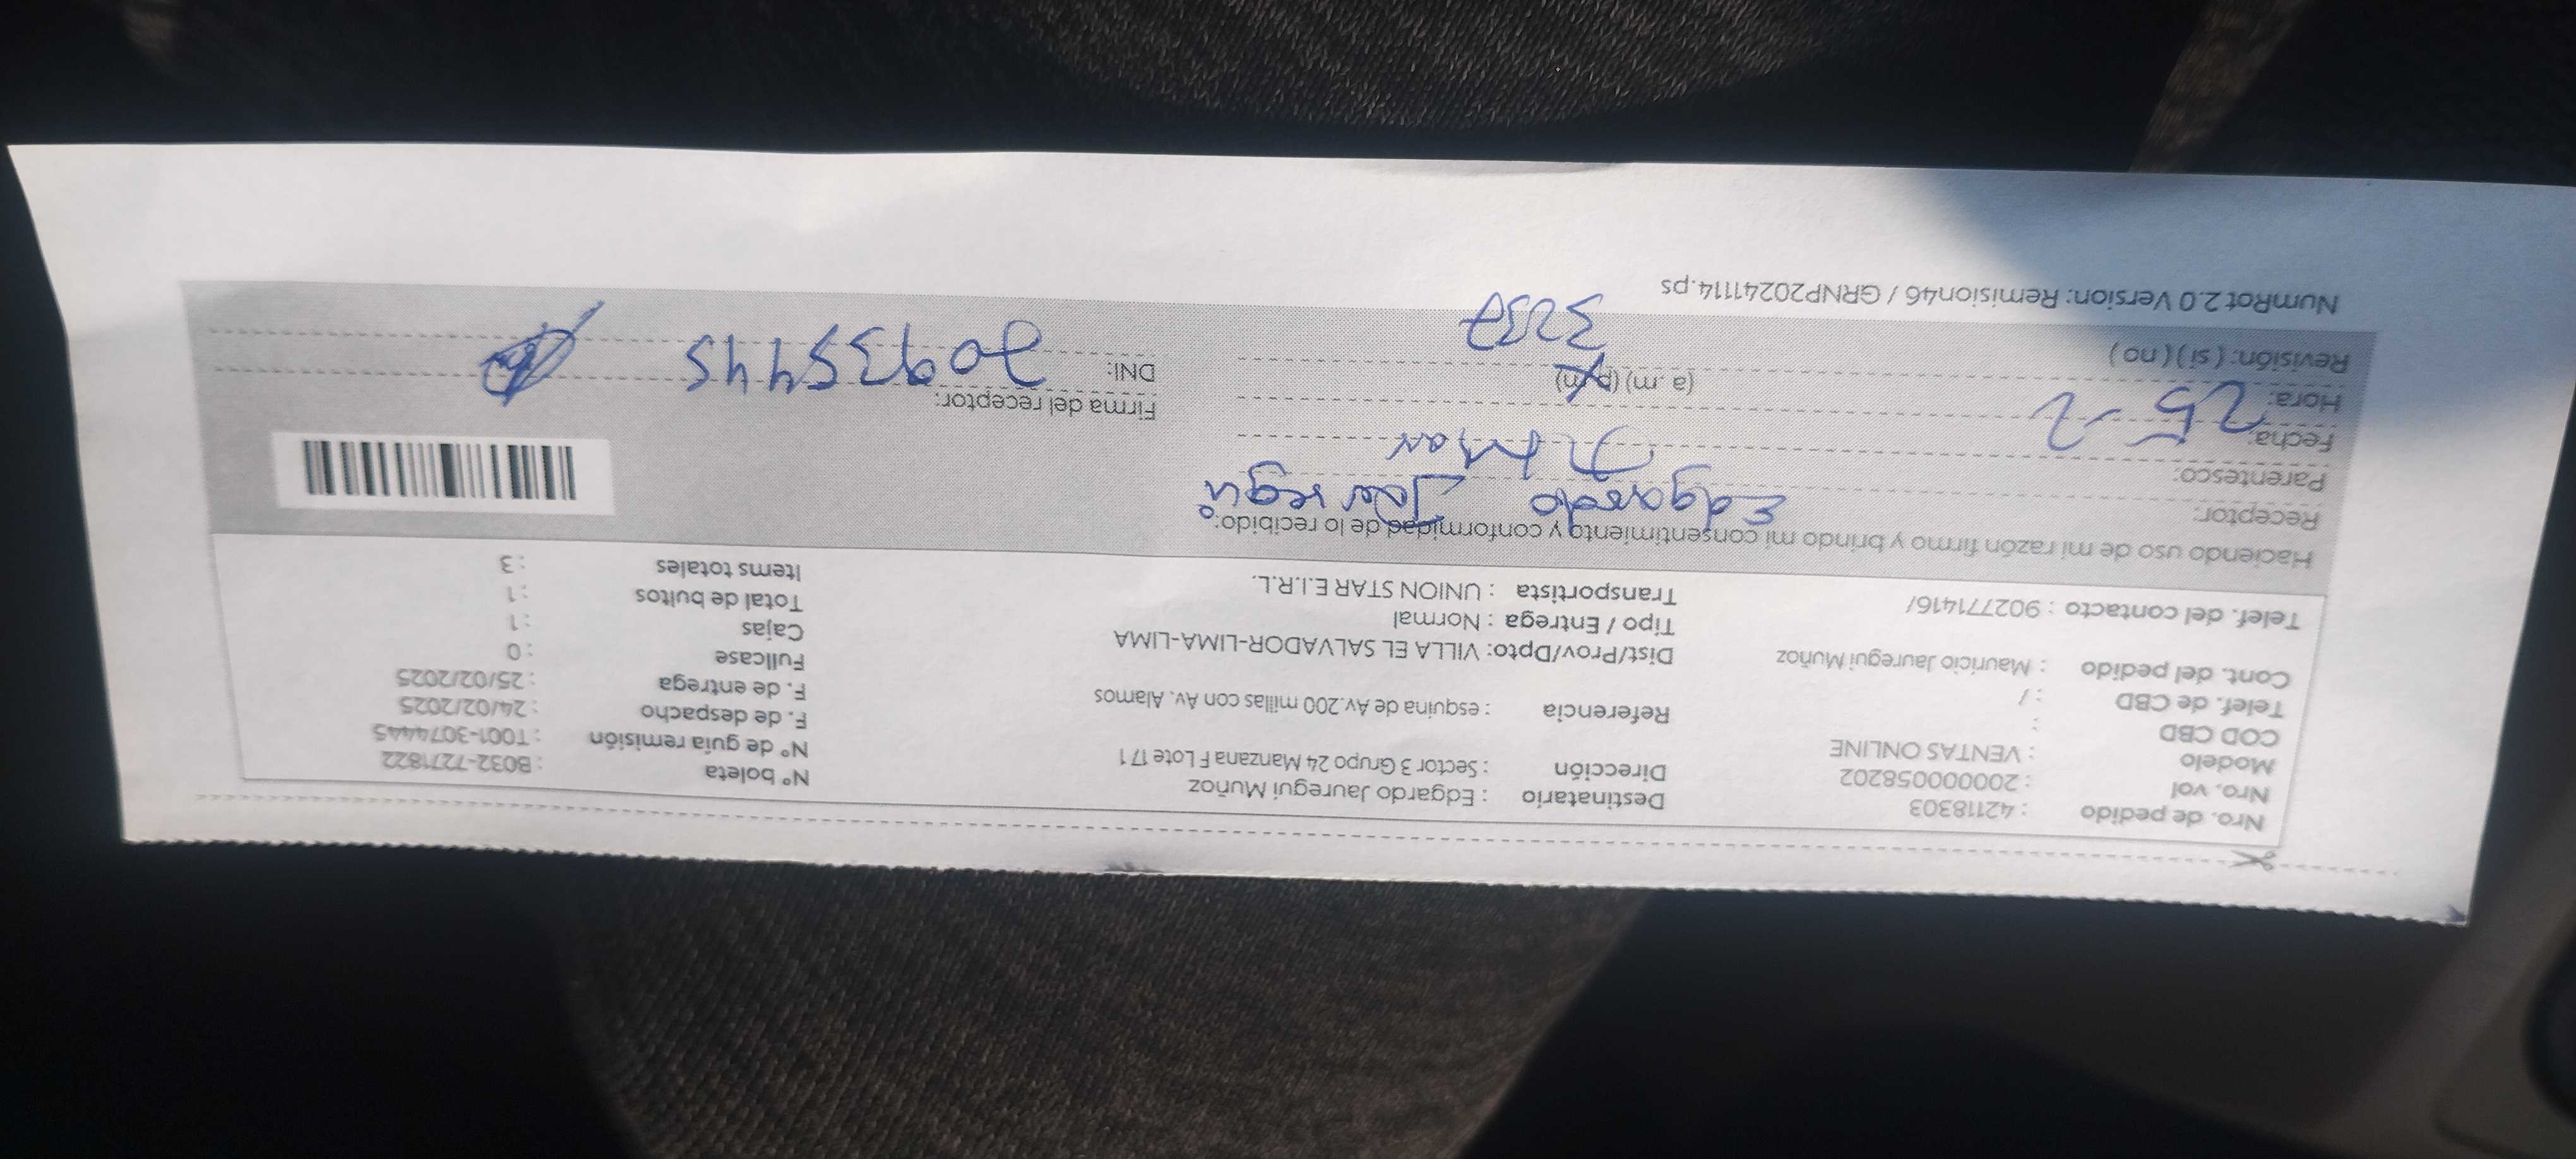 Nro. de pedido : 42118303
Nro. vol : 200000058202
Modelo : VENTAS ONLINE
COD CBD :
Telef. de CBD : /
Cont. del pedido : Mauricio Jauregui Muñoz
Telef. del contacto : 902771416/
Destinatario : Edgardo Jauregui Muñoz
Dirección : Sector 3 Grupo 24 Manzana F Lote 17 1
Referencia : esquina de Av.200 millas con Av. Alamos
Dist/Prov/Dpto: VILLA EL SALVADOR-LIMA-LIMA
Tipo / Entrega : Normal
Transportista : UNION STAR E.I.R.L.
N° boleta : B032-7271822
N° de guía remisión : T001-3074445
F. de despacho : 24/02/2025
F. de entrega : 25/02/2025
Fullcase : 0
Cajas : 1
Total de bultos : 1
Items totales : 3
Haciendo uso de mi razón firmo y brindo mi consentimiento y conformidad de lo recibido:
Receptor: Edgardo Jauregui
Parentesco:
Fecha: 25-2
Hora: (a. m) (p. m)
Revisión: ( si ) ( no )
Firma del receptor:
DNI:
NumRot 2.0 Version: Remision46 / GRNP20241114.ps